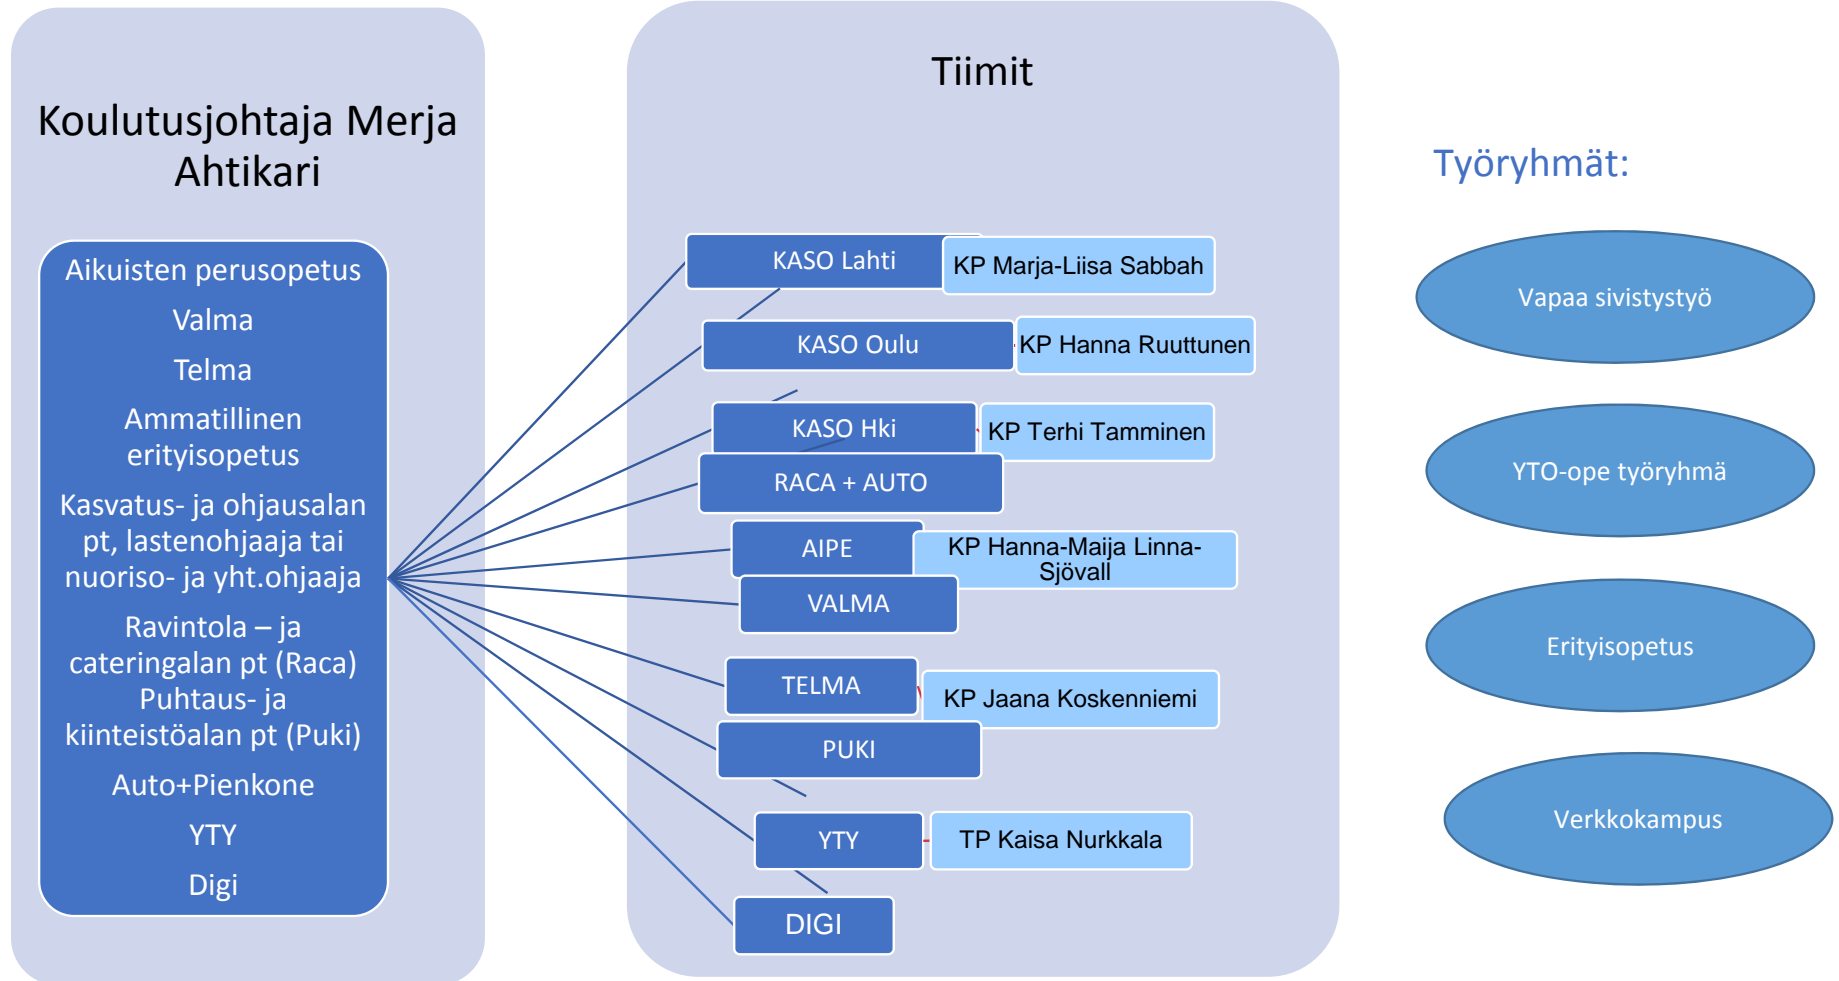 Koulutusjohtaja Merja
Ahtikari
Aikuisten perusopetus
Valma
Telma
Ammatillinen
erityisopetus
Kasvatus- ja ohjausalan
pt, lastenohjaaja tai
nuoriso- ja yht.ohjaaja
Ravintola – ja
cateringalan pt (Raca)
Puhtaus- ja
kiinteistöalan pt (Puki)
Auto+Pienkone
YTY
Digi
Tiimit
KASO Lahti
KP Marja-Liisa Sabbah
KASO Oulu
KP Hanna Ruuttunen
KASO Hki
KP Terhi Tamminen
RACA + AUTO
AIPE
KP Hanna-Maija Linna-
Sjövall
VALMA
TELMA
KP Jaana Koskenniemi
PUKI
YTY
TP Kaisa Nurkkala
DIGI
Työryhmät:
Vapaa sivistystyö
YTO-ope työryhmä
Erityisopetus
Verkkokampus